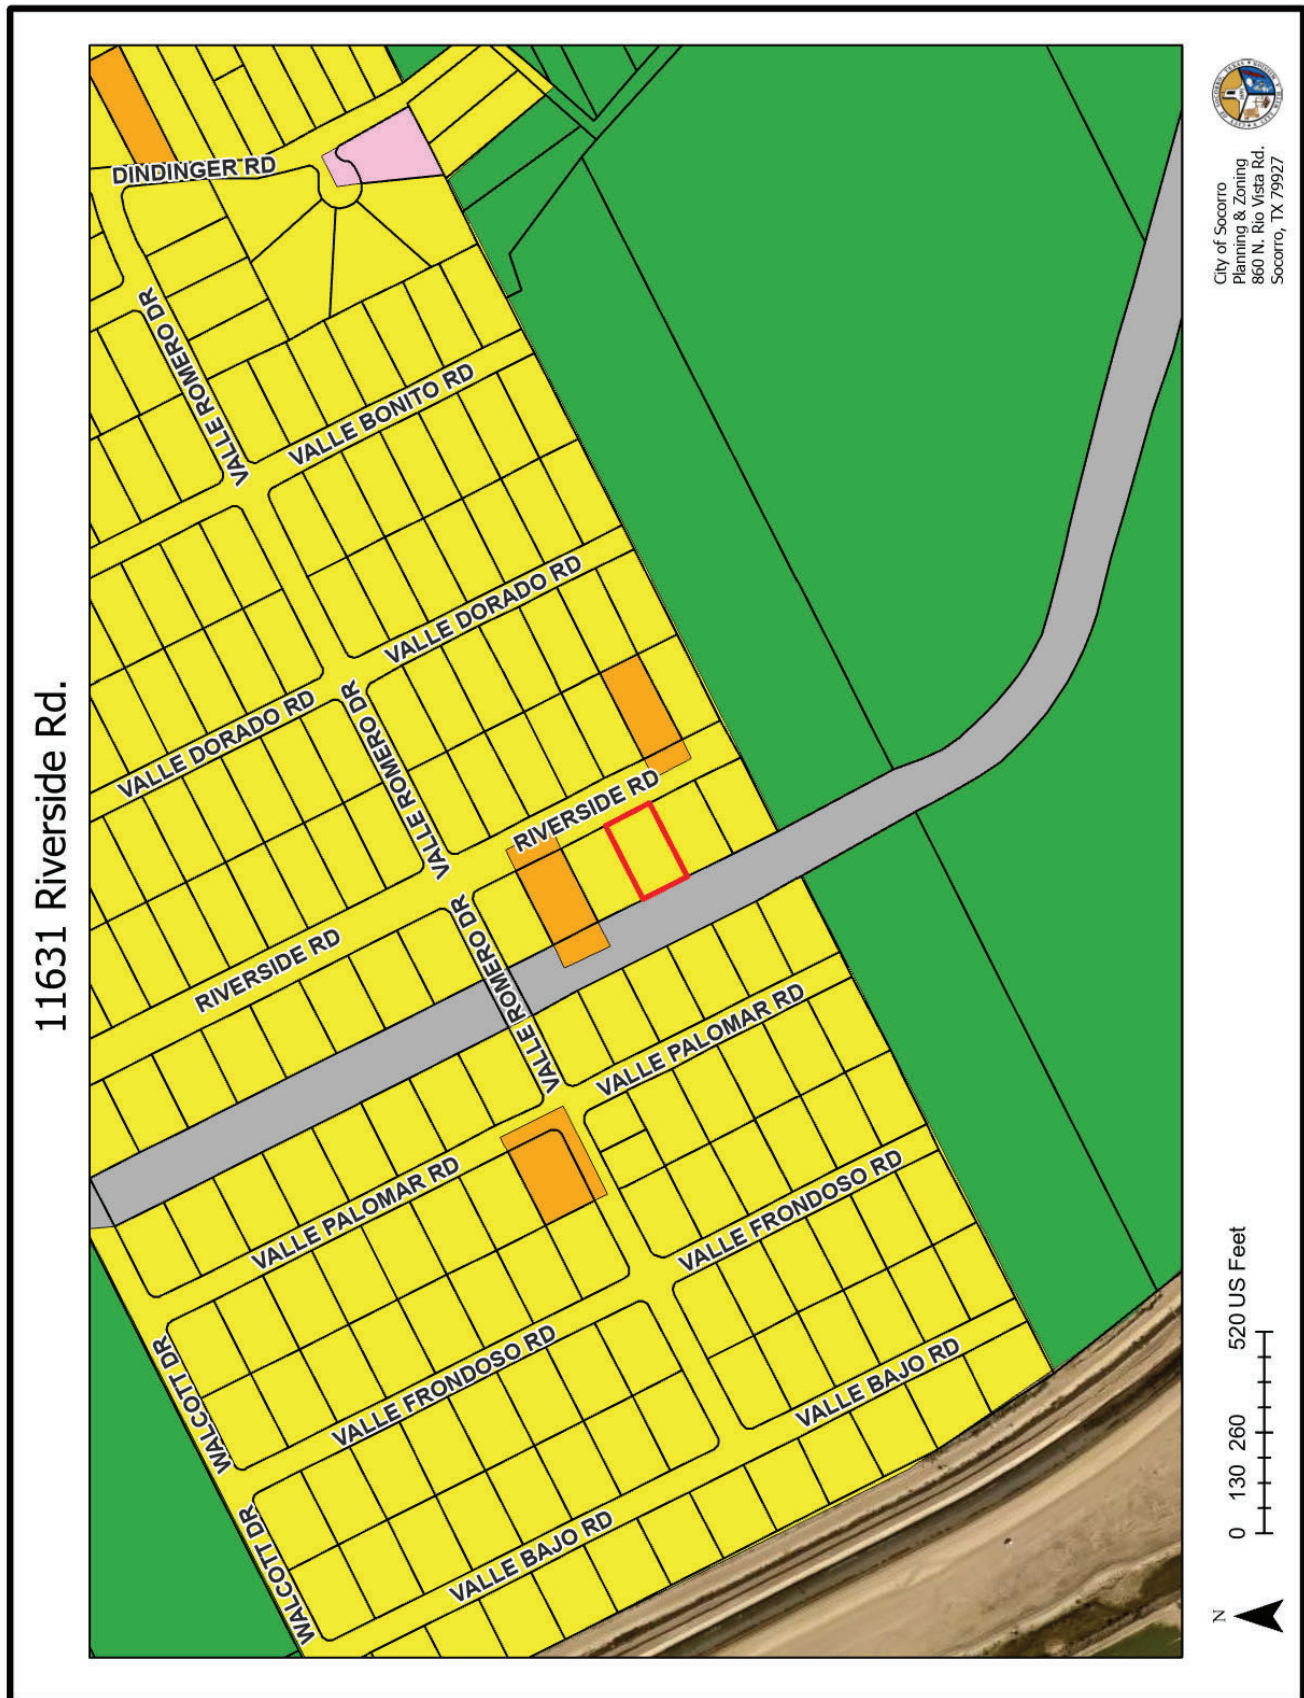 11631 Riverside Rd.
DINDINGER RD
VALLE ROMERO DR
VALLE BONITO RD
VALLE DORADO RD
VALLE DORADO RD
VALLE ROMERO DR
RIVERSIDE RD
RIVERSIDE RD
VALLE ROMERO DR
VALLE PALOMAR RD
VALLE PALOMAR RD
VALLE FRONDOSO RD
VALLE FRONDOSO RD
WALCOTT DR
WALCOTT DR
VALLE BAJO RD
VALLE BAJO RD
N
0 130 260 520 US Feet
City of Socorro
Planning & Zoning
860 N. Rio Vista Rd.
Socorro, TX 79927